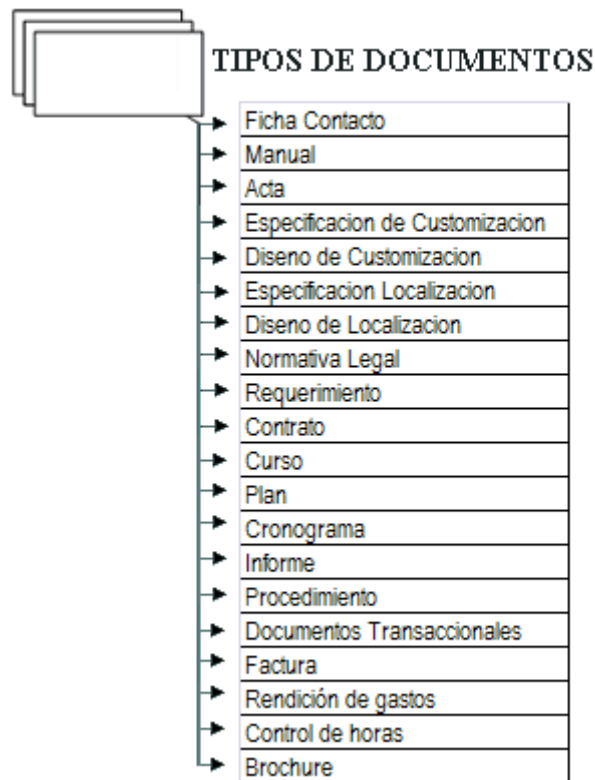 TIPOS DE DOCUMENTOS
Ficha Contacto
Manual
Acta
Especificacion de Customizacion
Diseno de Customizacion
Especificacion Localizacion
Diseno de Localizacion
Normativa Legal
Requerimiento
Contrato
Curso
Plan
Cronograma
Informe
Procedimiento
Documentos Transaccionales
Factura
Rendición de gastos
Control de horas
Brochure